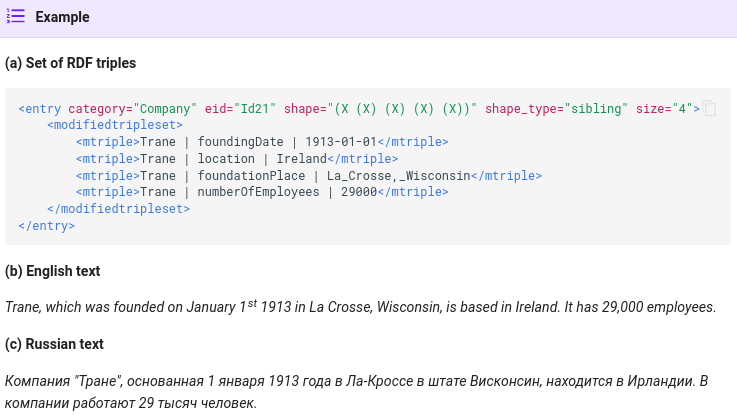 Example
(a) Set of RDF triples
<entry category="Company" eid="Id21" shape="(X (X) (X) (X) (X))" shape_type="sibling" size="4">
    <modifiedtripleset>
        <mtriple>Trane | foundingDate | 1913-01-01</mtriple>
        <mtriple>Trane | location | Ireland</mtriple>
        <mtriple>Trane | foundationPlace | La_Crosse,_Wisconsin</mtriple>
        <mtriple>Trane | numberOfEmployees | 29000</mtriple>
    </modifiedtripleset>
</entry>
(b) English text
Trane, which was founded on January 1st 1913 in La Crosse, Wisconsin, is based in Ireland. It has 29,000 employees.
(c) Russian text
Компания "Тране", основанная 1 января 1913 года в Ла-Кроссе в штате Висконсин, находится в Ирландии. В
компании работают 29 тысяч человек.